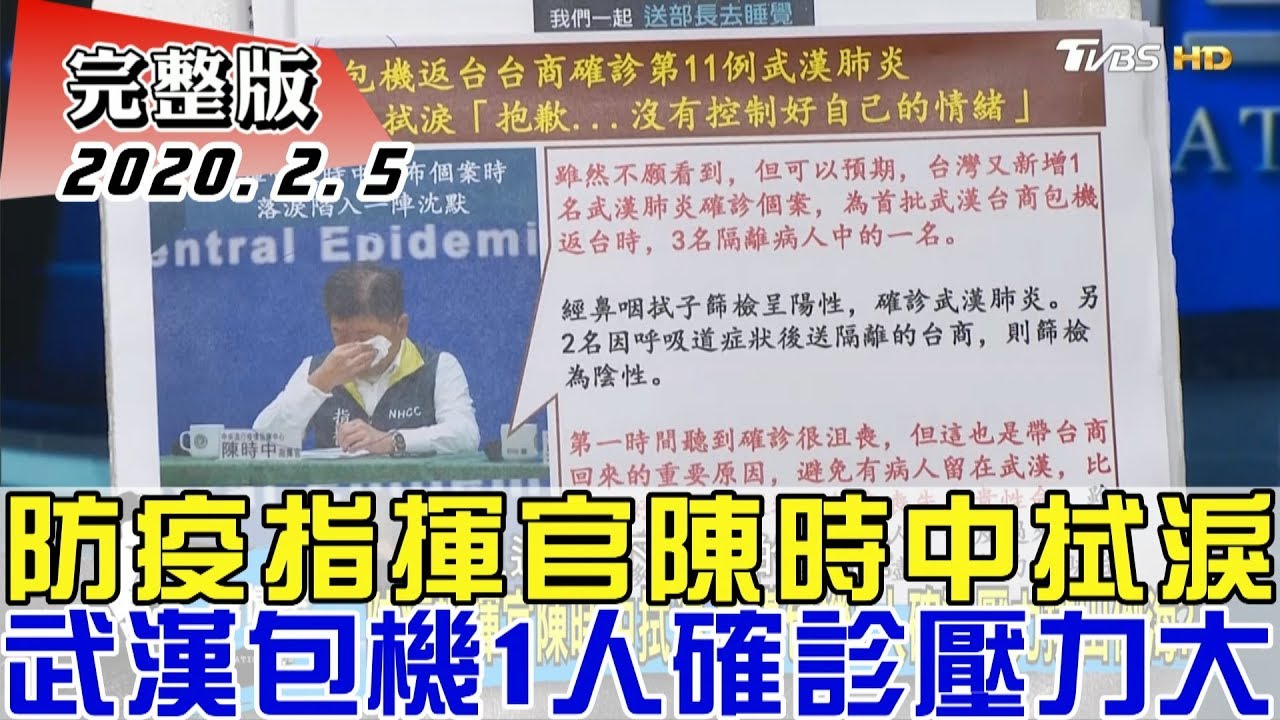 我們一起 送部長去睡覺
TVBS HD
完整版
2020.2.5
包機返台台商確診第11例武漢肺炎
拭淚「抱歉...沒有控制好自己的情緒」
布個案時
落淚陷入一陣沈默
entral Epidemi
NHCC
陳時中 指揮官
雖然不願看到，但可以預期，台灣又新增1
名武漢肺炎確診個案，為首批武漢台商包機
返台時，3名隔離病人中的一名。
經鼻咽拭子篩檢呈陽性，確診武漢肺炎。另
2名因呼吸道症狀後送隔離的台商，則篩檢
為陰性。
第一時間聽到確診很沮喪，但這也是帶台商
回來的重要原因，避免有病人留在武漢，比
防疫指揮官陳時中拭淚
武漢包機1人確診壓力大